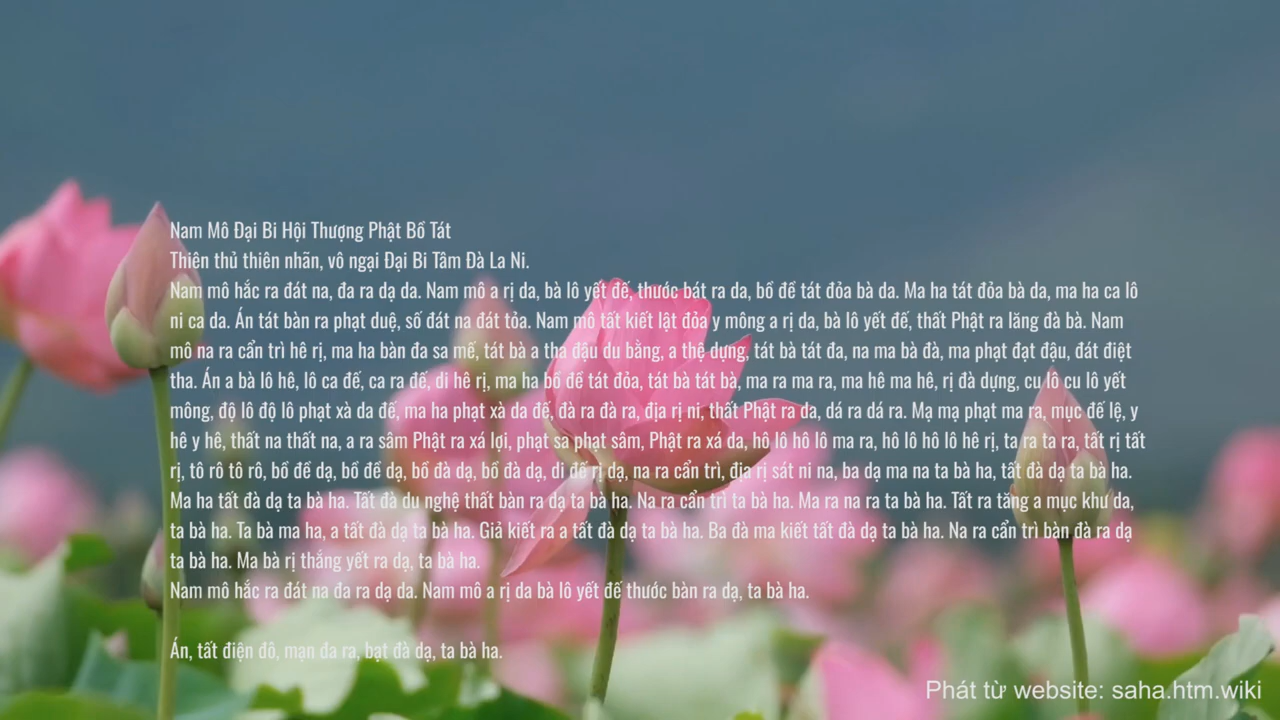 Nam Mô Đại Bi Hội Thượng Phật Bồ Tát
Thiên thủ thiên nhãn, vô ngại Đại Bi Tâm Đà La Ni.
Nam mô hắc ra đát na, đa ra dạ da. Nam mô a rị da, bà lô yết đế, thước bát ra da, bồ đề tát đỏa bà da. Ma ha tát đỏa bà da, ma ha ca lô
ni ca da. Án tát bàn ra phạt duệ, số đát na đát tỏa. Nam mô tất kiết lật đỏa y mông a rị da, bà lô yết đế, thất Phật ra lăng đà bà. Nam
mô na ra cẩn trì hê rị, ma ha bàn đa sa mế, tát bà a tha đậu du bằng, a thệ dựng, tát bà tát đa, na ma bà đà, ma phạt đạt đậu, đát điệt
tha. Án a bà lô hê, lô ca đế, ca ra đế, di hê rị, ma ha bồ đề tát đỏa, tát bà tát bà, ma ra ma ra, ma hê ma hê, rị đà dựng, cu lô cu lô yết
mông, độ lô độ lô phạt xà da đế, ma ha phạt xà da đế, đà ra đà ra, địa rị ni, thất Phật ra da, dá ra dá ra. Mạ mạ phạt ma ra, mục đế lệ, y
hê y hê, thất na thất na, a ra sâm Phật ra xá lợi, phạt sa phạt sâm, Phật ra xá da, hô lô hô lô ma ra, hô lô hô lô hê rị, ta ra ta ra, tất rị tất
rị, tô rô tô rô, bồ đề dạ, bồ đề dạ, bồ đà dạ, bồ đà dạ, di đế rị dạ, na ra cẩn trì, địa rị sát ni na, ba dạ ma na ta bà ha, tất đà dạ ta bà ha.
Ma ha tất đà dạ ta bà ha. Tất đà du nghệ thất bàn ra dạ ta bà ha. Na ra cẩn trì ta bà ha. Ma ra na ra ta bà ha. Tất ra tăng a mục khư da,
ta bà ha. Ta bà ma ha, a tất đà dạ ta bà ha. Giả kiết ra a tất đà dạ ta bà ha. Ba đà ma kiết tất đà dạ ta bà ha. Na ra cẩn trì bàn đà ra dạ
ta bà ha. Ma bà rị thắng yết ra dạ, ta bà ha.
Nam mô hắc ra đát na đa ra dạ da. Nam mô a rị da bà lô yết đế thước bàn ra dạ, ta bà ha.
Án, tất điện đô, mạn đa ra, bạt đà dạ, ta bà ha.
Phát từ website: saha.htm.wiki